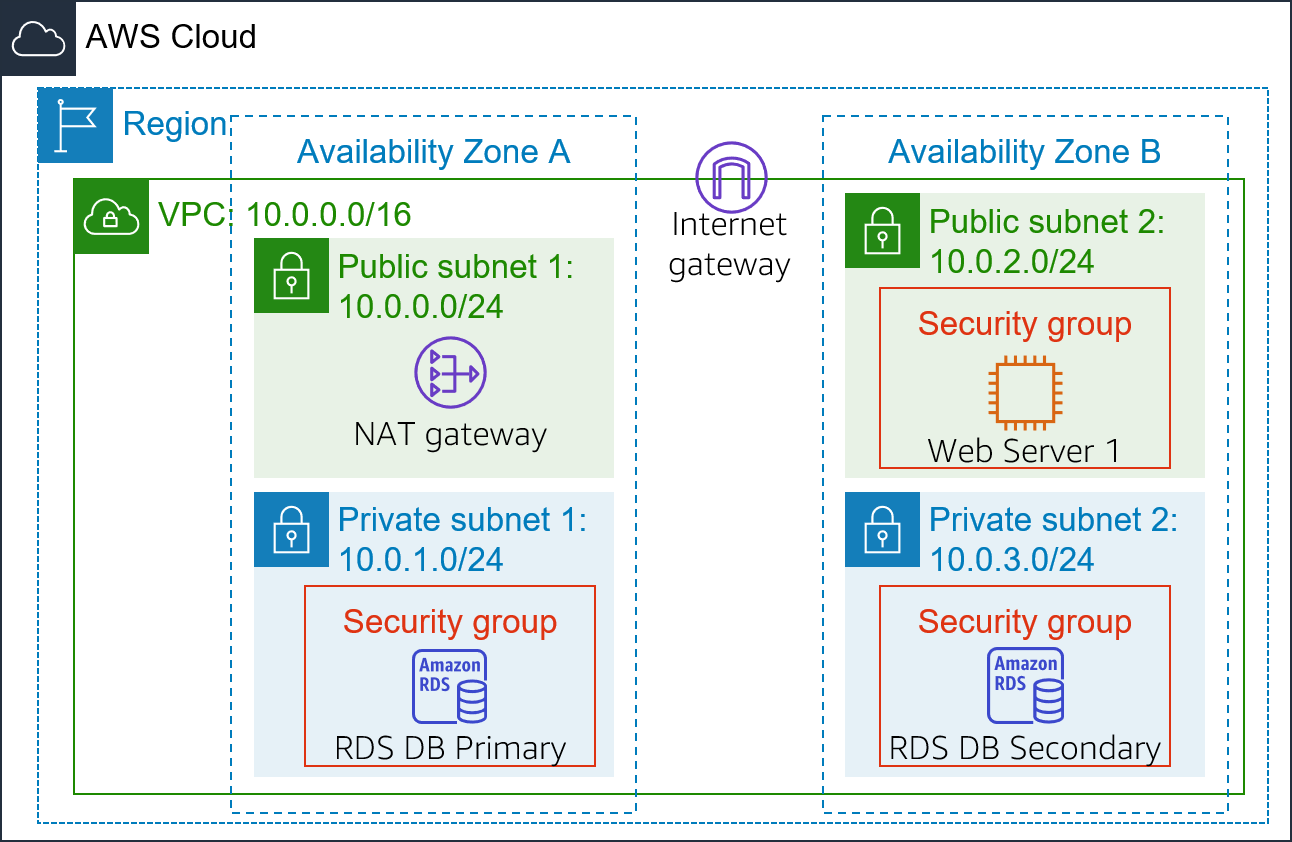 AWS Cloud
Region
Availability Zone A
Availability Zone B
VPC: 10.0.0.0/16
Internet
gateway
Public subnet 1:
10.0.0.0/24
NAT gateway
Public subnet 2:
10.0.2.0/24
Security group
Web Server 1
Private subnet 1:
10.0.1.0/24
Security group
Amazon
RDS
RDS DB Primary
Private subnet 2:
10.0.3.0/24
Security group
Amazon
RDS
RDS DB Secondary